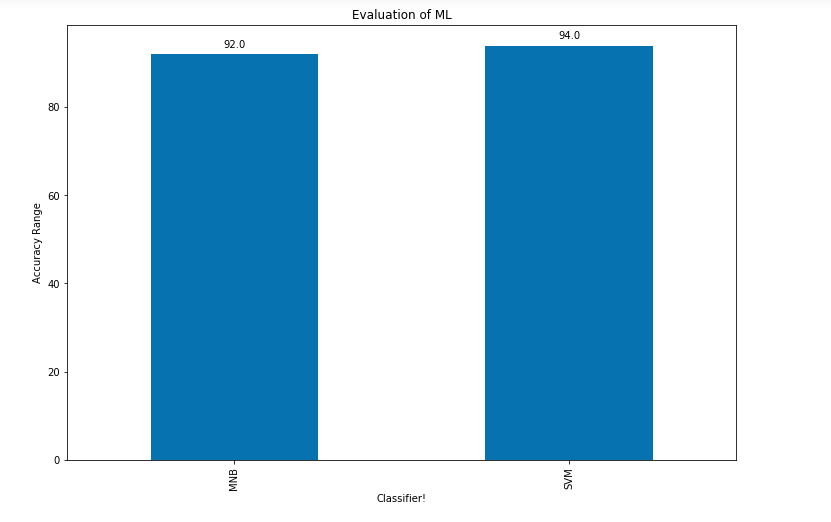 Evaluation of ML
92.0
94.0
80
60
40
20
0
Accuracy Range
MNB
SVM
Classifier!